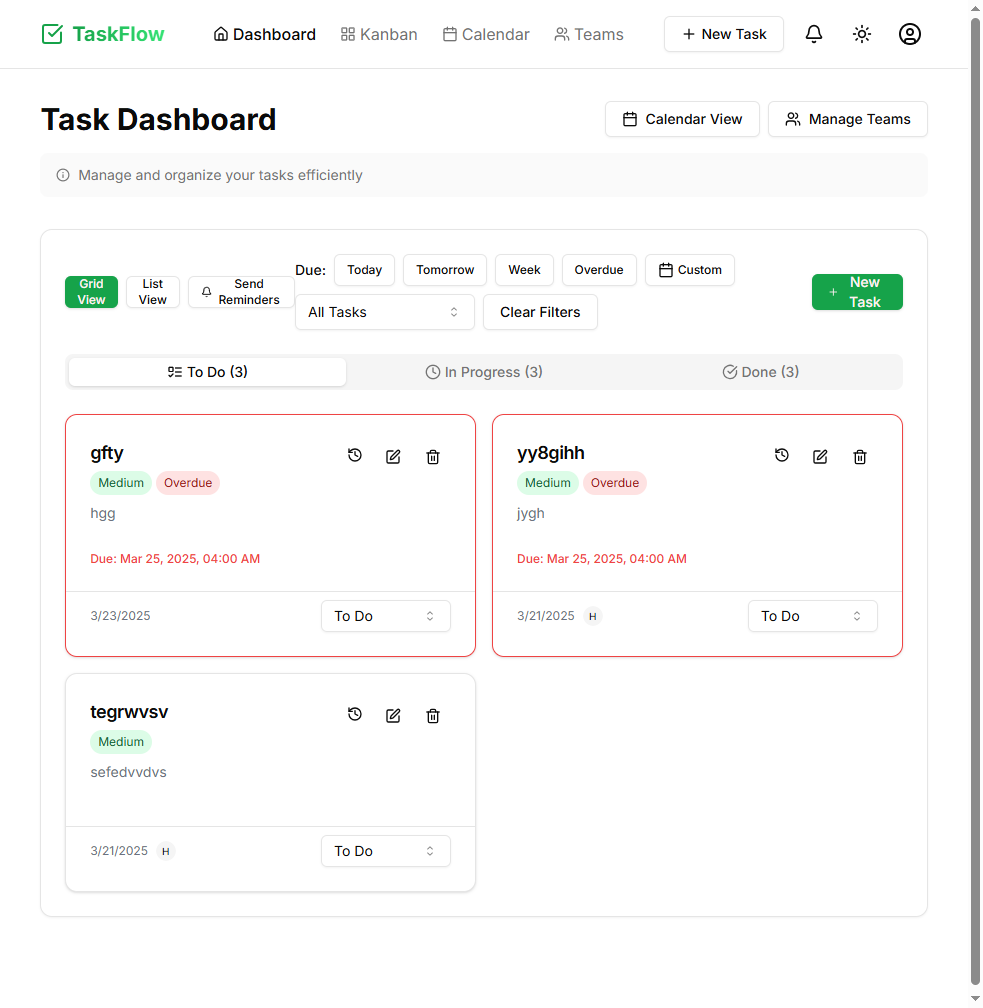 TaskFlow Dashboard Kanban Calendar Teams New Task
Task Dashboard Calendar View Manage Teams
Manage and organize your tasks efficiently
Grid View List View Send Reminders
Due: Today Tomorrow Week Overdue Custom
All Tasks Clear Filters
New Task
To Do (3) In Progress (3) Done (3)
gfty
Medium Overdue
hgg
Due: Mar 25, 2025, 04:00 AM
3/23/2025 To Do
yy8gihh
Medium Overdue
jygh
Due: Mar 25, 2025, 04:00 AM
3/21/2025 H To Do
tegrwvsv
Medium
sefedvvdvs
3/21/2025 H To Do